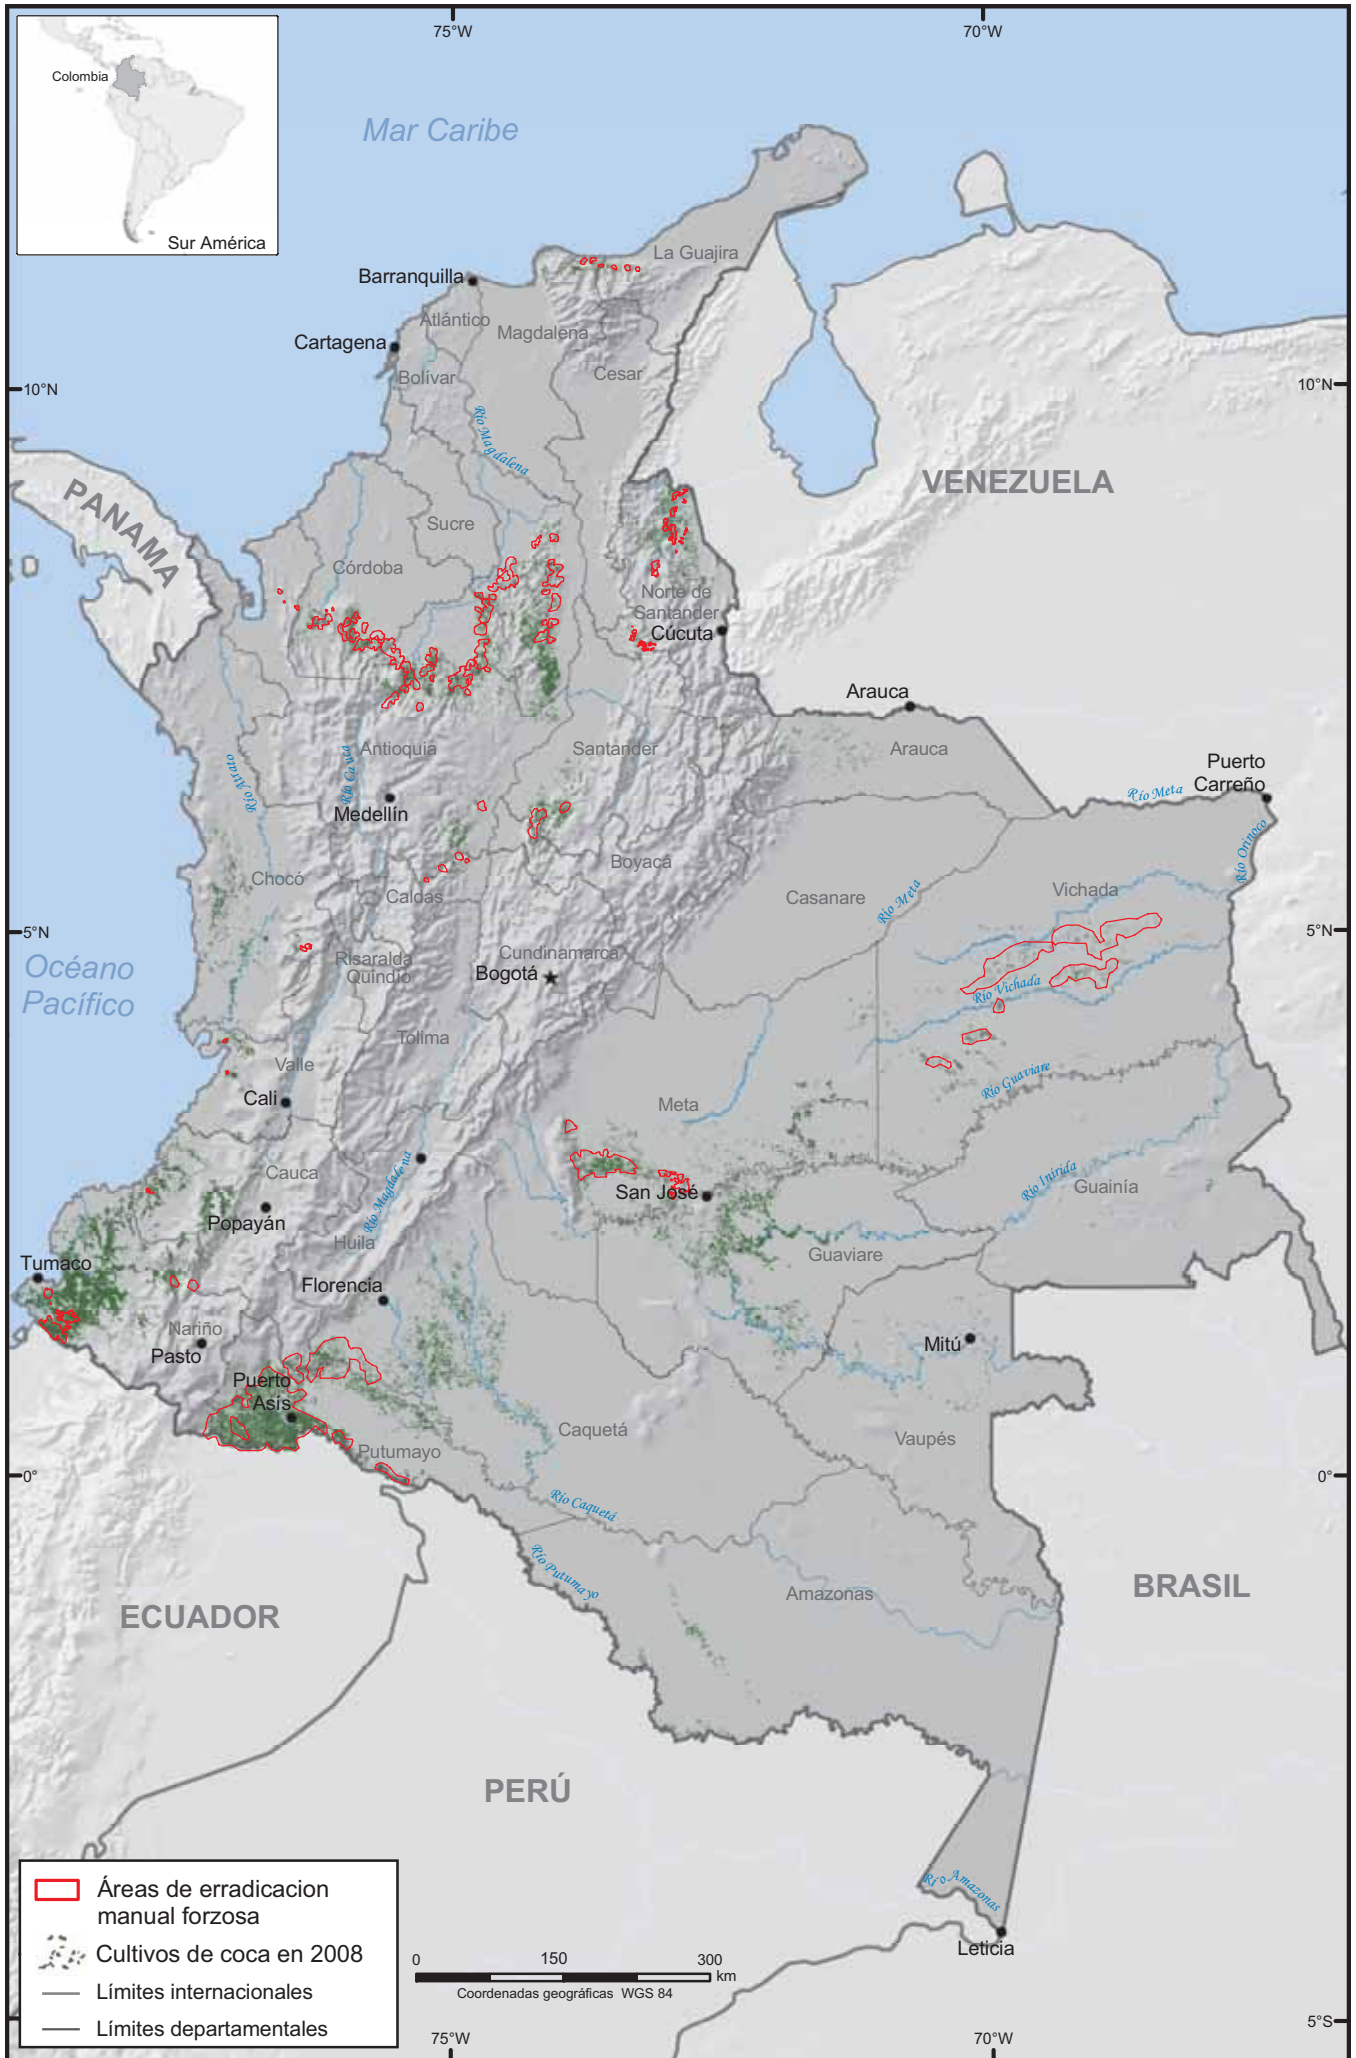 75°W
70°W
Colombia
Sur América
Mar Caribe
La Guajira
Barranquilla
Atlántico
Magdalena
Cartagena
Cesar
Bolívar
10°N
10°N
Río Magdalena
VENEZUELA
PANAMA
Sucre
Córdoba
Norte de
Santander
Cúcuta
Arauca
Antioquia
Santander
Arauca
Río Atrato
Río Cauca
Puerto
Carreño
Río Meta
Medellín
Río Orinoco
Boyacá
Chocó
Caldas
Casanare
Río Meta
Vichada
5°N
5°N
Océano
Pacífico
Risaralda
Quindío
Cundinamarca
Bogotá
Río Vichada
Tolima
Valle
Río Guaviare
Cali
Meta
Cauca
Río Magdalena
Río Inírida
Guainía
San José
Popayán
Huila
Guaviare
Tumaco
Florencia
Nariño
Pasto
Mitú
Puerto
Asís
Caquetá
Vaupés
Putumayo
0°
0°
Río Caquetá
Río Putumayo
Amazonas
BRASIL
ECUADOR
PERÚ
Río Amazonas
Leticia
Áreas de erradicacion
manual forzosa
Cultivos de coca en 2008
Límites internacionales
Límites departamentales
0 150 300
km
Coordenadas geográficas WGS 84
5°S
75°W
70°W